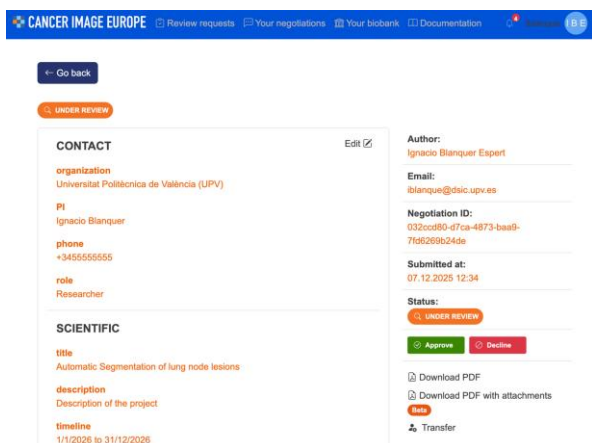 CANCER IMAGE EUROPE Review requests Your negotiations Your biobank Documentation 4 IBE
← Go back
UNDER REVIEW
CONTACT
Edit
organization
Universitat Politècnica de València (UPV)
PI
Ignacio Blanquer
phone
+3455555555
role
Researcher
SCIENTIFIC
title
Automatic Segmentation of lung node lesions
description
Description of the project
timeline
1/1/2026 to 31/12/2026
Author:
Ignacio Blanquer Espert
Email:
iblanque@dsic.upv.es
Negotiation ID:
032ccd80-d7ca-4873-baa9-
7fd6269b24de
Submitted at:
07.12.2025 12:34
Status:
UNDER REVIEW
Approve Decline
Download PDF
Download PDF with attachments
Beta
Transfer